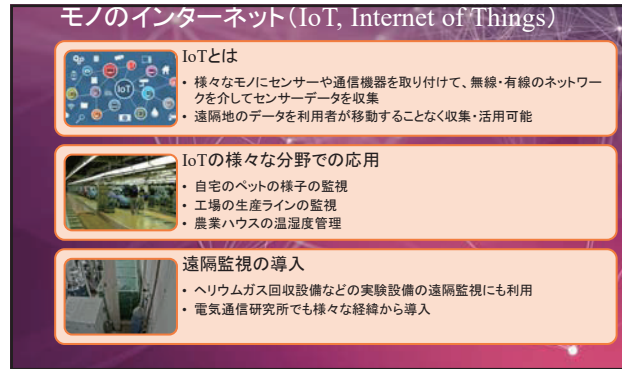 モノのインターネット(IoT, Internet of Things)
IoTとは
• 様々なモノにセンサーや通信機器を取り付けて、無線・有線のネットワー
クを介してセンサーデータを収集
• 遠隔地のデータを利用者が移動することなく収集・活用可能
IoT
IoTの様々な分野での応用
• 自宅のペットの様子の監視
• 工場の生産ラインの監視
• 農業ハウスの温湿度管理
遠隔監視の導入
• ヘリウムガス回収設備などの実験設備の遠隔監視にも利用
• 電気通信研究所でも様々な経緯から導入